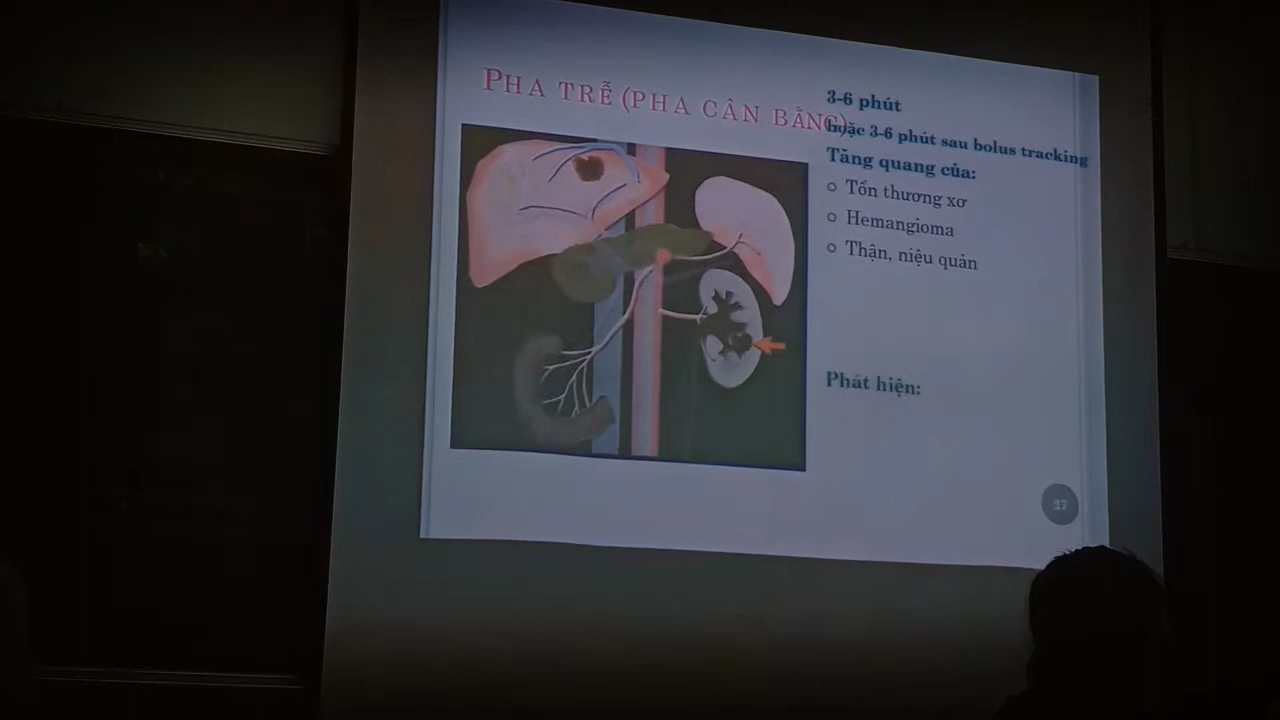 PHA TRỄ (PHA CÂN BẰNG)
3-6 phút
hoặc 3-6 phút sau bolus tracking
Tăng quang của:
Tổn thương xơ
Hemangioma
Thận, niệu quản
Phát hiện:
27